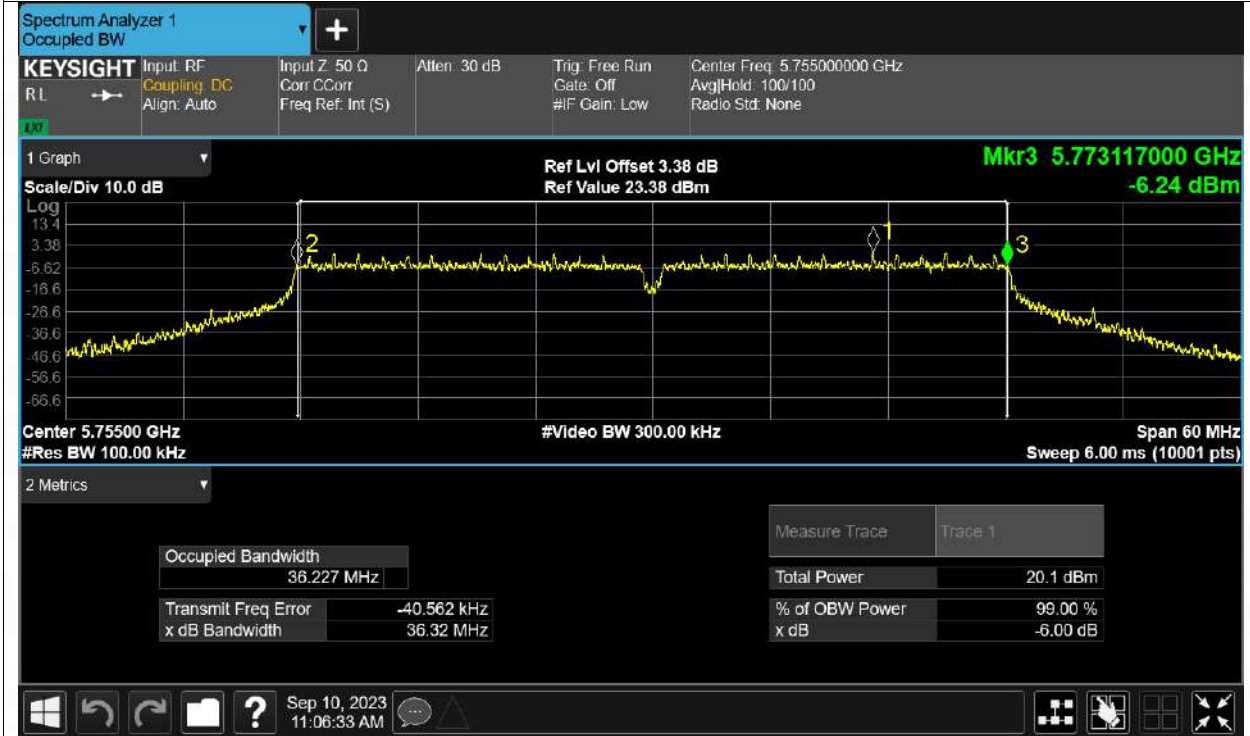 Spectrum Analyzer 1
Occupied BW
+
KEYSIGHT Input: RF Input Z: 50 Ω Atten: 30 dB Trig: Free Run Center Freq: 5.755000000 GHz
RL Coupling: DC Corr CCorr Gate: Off Avg|Hold: 100/100
Align: Auto Freq Ref: Int (S) #IF Gain: Low Radio Std: None
LXI
1 Graph Ref Lvl Offset 3.38 dB Mkr3 5.773117000 GHz
Scale/Div 10.0 dB Ref Value 23.38 dBm -6.24 dBm
Log
13.4
3.38
-6.62
-16.6
-26.6
-36.6
-46.6
-56.6
-66.6
2
1
3
Center 5.75500 GHz #Video BW 300.00 kHz Span 60 MHz
#Res BW 100.00 kHz Sweep 6.00 ms (10001 pts)
2 Metrics
Measure Trace Trace 1
Occupied Bandwidth
36.227 MHz Total Power 20.1 dBm
Transmit Freq Error -40.562 kHz % of OBW Power 99.00 %
x dB Bandwidth 36.32 MHz x dB -6.00 dB
? Sep 10, 2023
11:06:33 AM